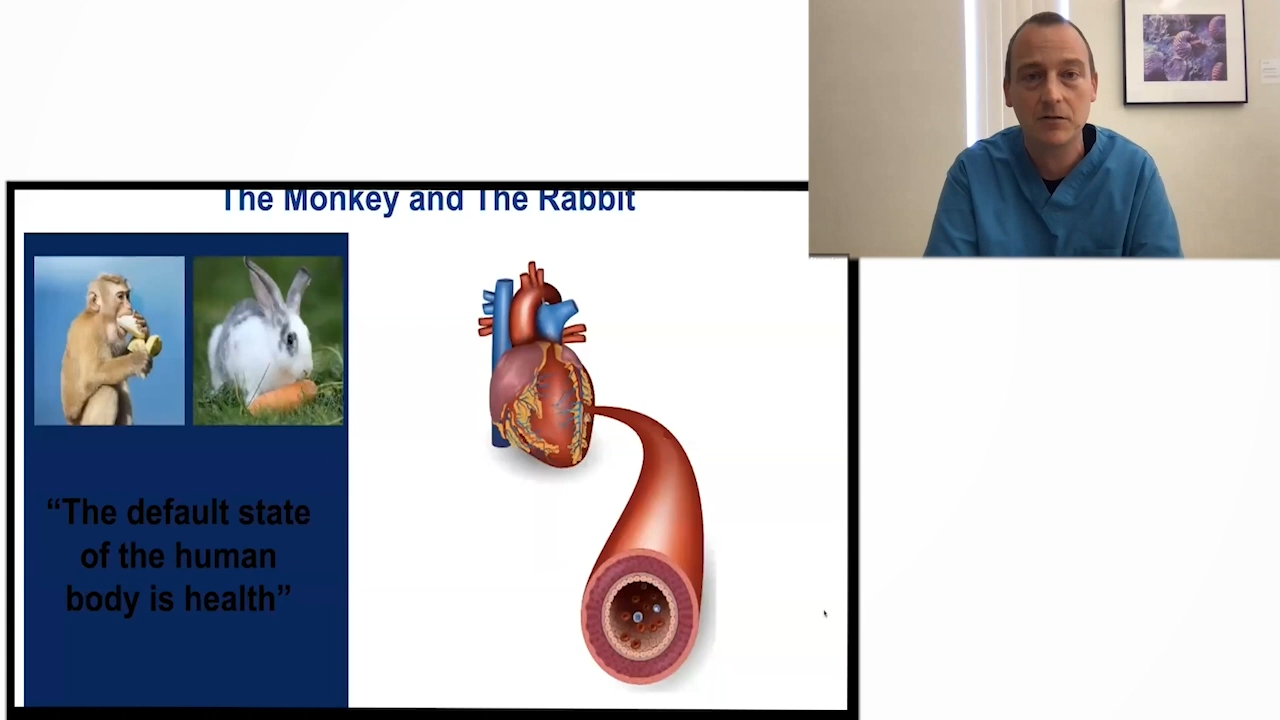 The Monkey and The Rabbit
“The default state
of the human
body is health”